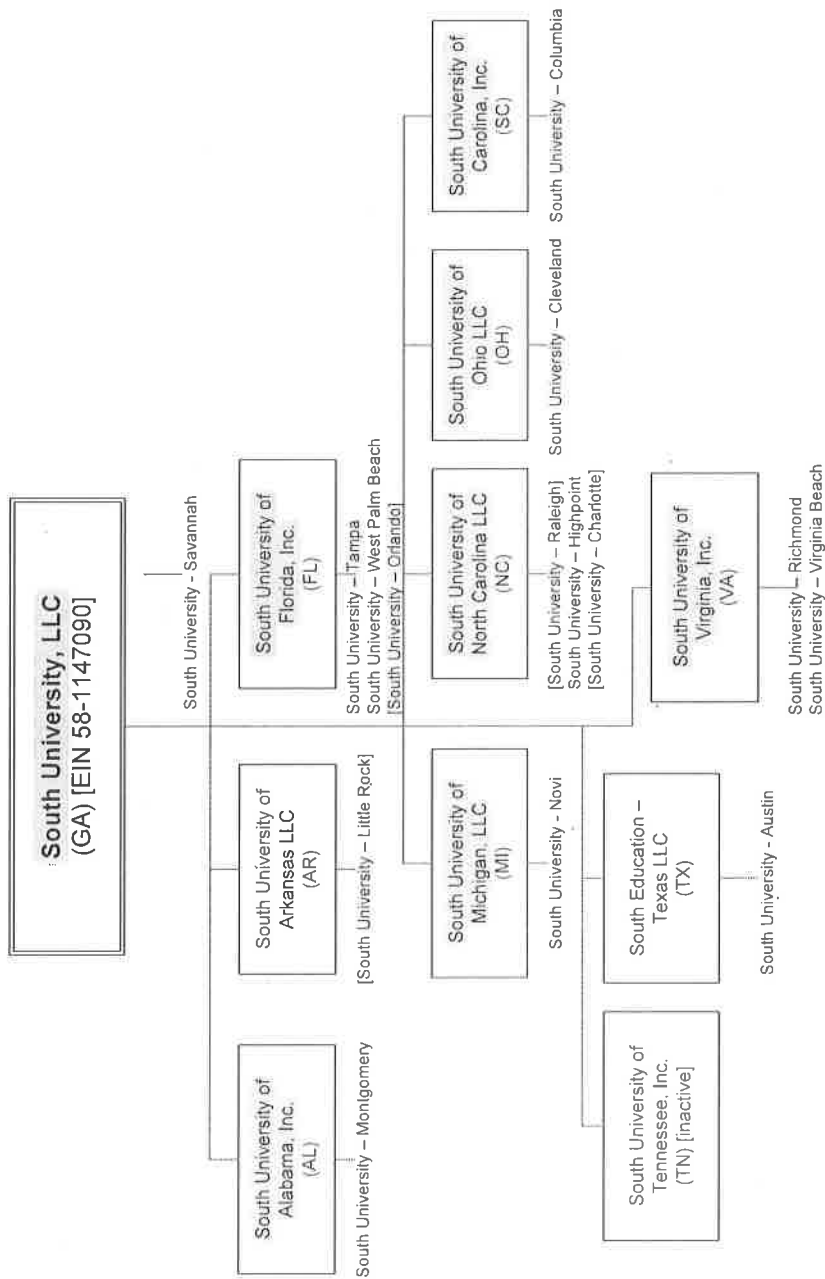 South University, LLC
(GA) [EIN 58-1147090]
South University - Savannah
South University of
Alabama, Inc.
(AL)
South University – Montgomery
South University of
Arkansas LLC
(AR)
[South University – Little Rock]
South University of
Florida, Inc.
(FL)
South University – Tampa
South University – West Palm Beach
[South University – Orlando]
South University of
Michigan, LLC
(MI)
South University - Novi
South University of
North Carolina LLC
(NC)
[South University – Raleigh]
South University – Highpoint
[South University – Charlotte]
South University of
Ohio LLC
(OH)
South University – Cleveland
South University of
Carolina, Inc.
(SC)
South University – Columbia
South University of
Tennessee, Inc.
(TN) [inactive]
South Education –
Texas LLC
(TX)
South University - Austin
South University of
Virginia, Inc.
(VA)
South University – Richmond
South University – Virginia Beach